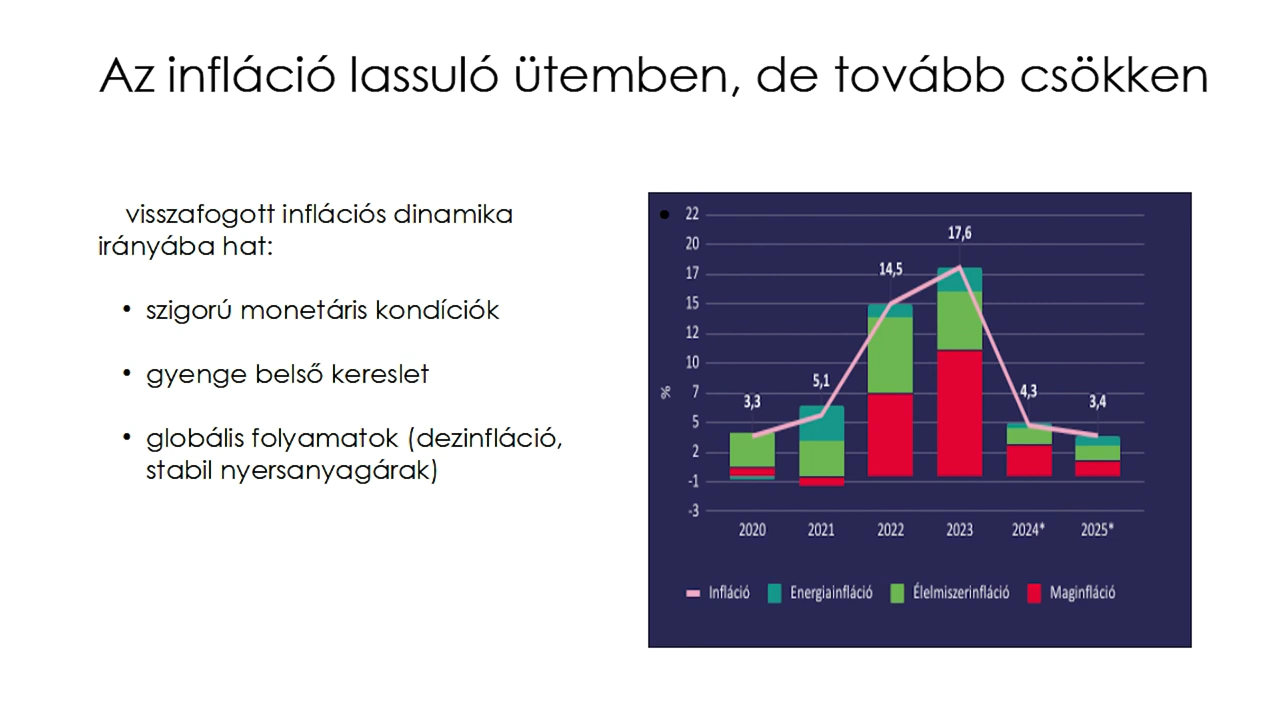 Az infláció lassuló ütemben, de tovább csökken
visszafogott inflációs dinamika
irányába hat:
• szigorú monetáris kondíciók
• gyenge belső kereslet
• globális folyamatok (dezinfláció,
stabil nyersanyagárak)
•
22
20
17
15
12
10
7
5
2
-1
-3
%
3,3
5,1
14,5
17,6
4,3
3,4
2020 2021 2022 2023 2024* 2025*
Infláció Energiainfláció Élelmiszerinfláció Maginfláció